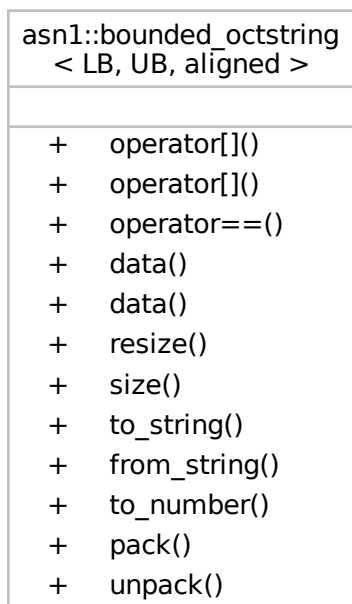 asn1::bounded_octstring
< LB, UB, aligned >
+ operator[]()
+ operator[]()
+ operator==()
+ data()
+ data()
+ resize()
+ size()
+ to_string()
+ from_string()
+ to_number()
+ pack()
+ unpack()